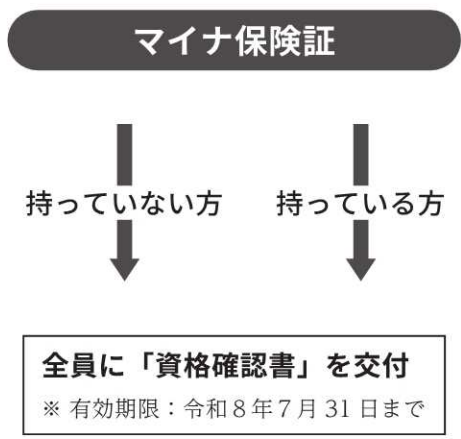 マイナ保険証
持っていない方
持っている方
全員に「資格確認書」を交付
※ 有効期限：令和8年7月31日まで